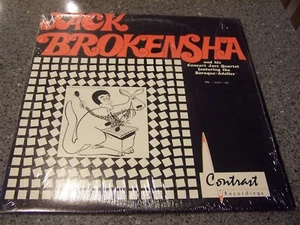 JACK
BROKENSHA
and his
Concert Jazz Quartet
featuring the
Baroque-Adelics
Contrast
Recordings